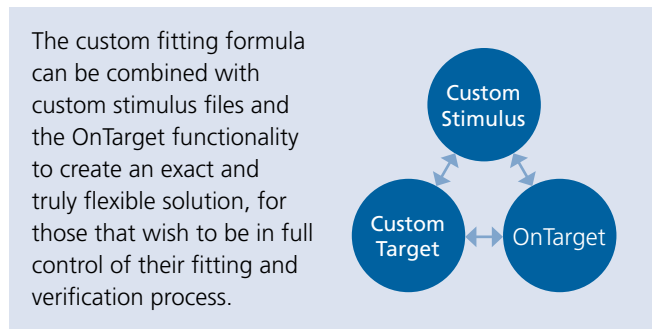 The custom fitting formula
can be combined with
custom stimulus files and
the OnTarget functionality
to create an exact and
truly flexible solution, for
those that wish to be in full
control of their fitting and
verification process.
Custom
Stimulus
Custom
Target
OnTarget